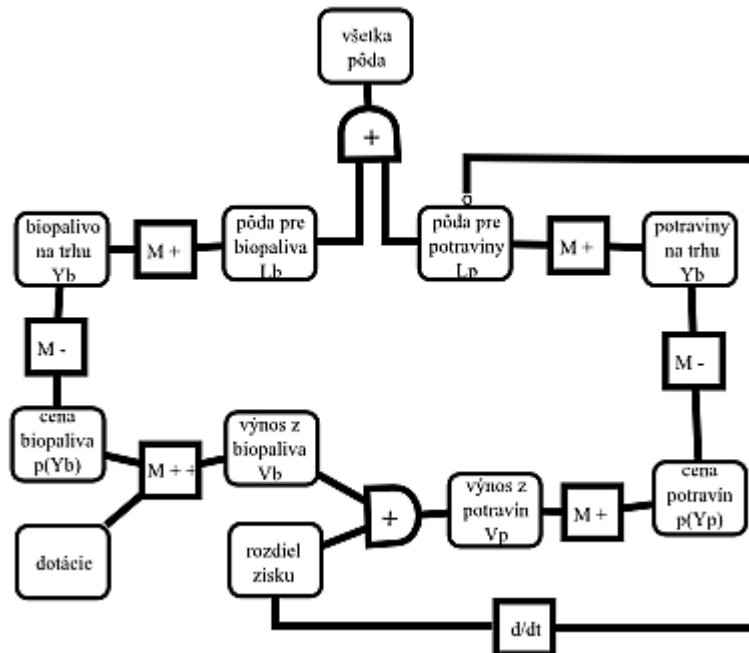 všetka
pôda
+
biopalivo
na trhu
Yb
M +
pôda pre
biopaliva
Lb
pôda pre
potraviny
Lp
M +
potraviny
na trhu
Yb
M -
M -
cena
biopaliva
p(Yb)
M + +
výnos z
biopaliva
Vb
+
výnos z
potravín
Vp
M +
cena
potravín
p(Yp)
dotácie
rozdiel
zisku
d/dt